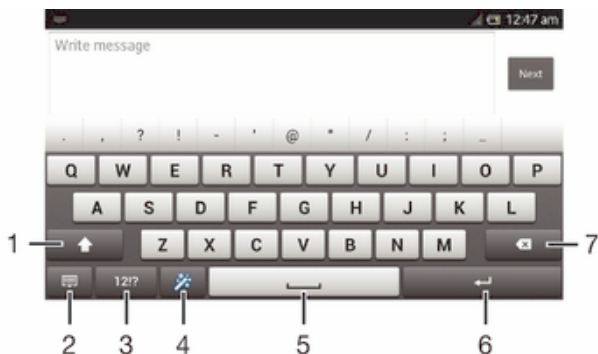 12:47 am
Write message
Next
. , ? ! - ' @ " / : ; _
Q W E R T Y U I O P
A S D F G H J K L
1 Z X C V B N M 7
12!?
2 3 4 5 6